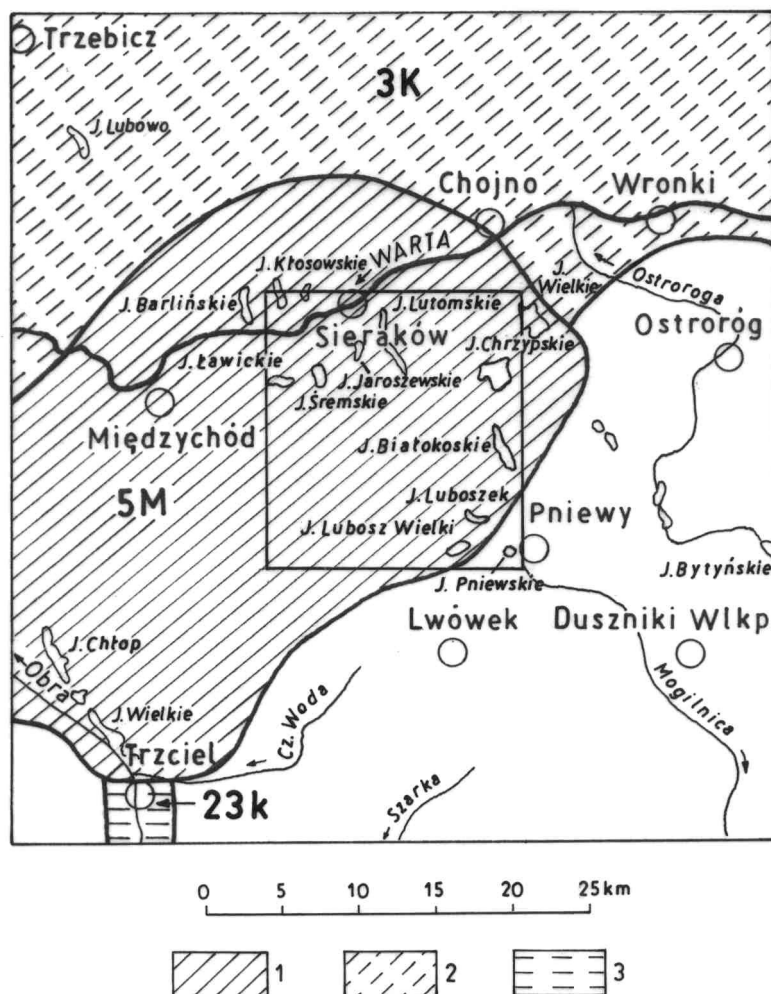 Trzebicz
3K
J. Lubowo
Chojno
Wronki
WARTA
J. Kłosowskie
J. Wielkie
Ostroroga
J. Barlińskie
J. Lutomskie
Sieraków
Ostroróg
J. Chrzypskie
J. Ławickie
J. Jaroszewskie
J. Śremskie
Międzychód
J. Białokoskie
5M
J. Luboszek
Pniewy
J. Lubosz Wielki
J. Bytyńskie
J. Pniewskie
Lwówek
Duszniki Wlkp
J. Chłop
Obra
Mogilnica
J. Wielkie
Cz. Woda
Trzciel
23k
Szarka
0 5 10 15 20 25 km
1 2 3